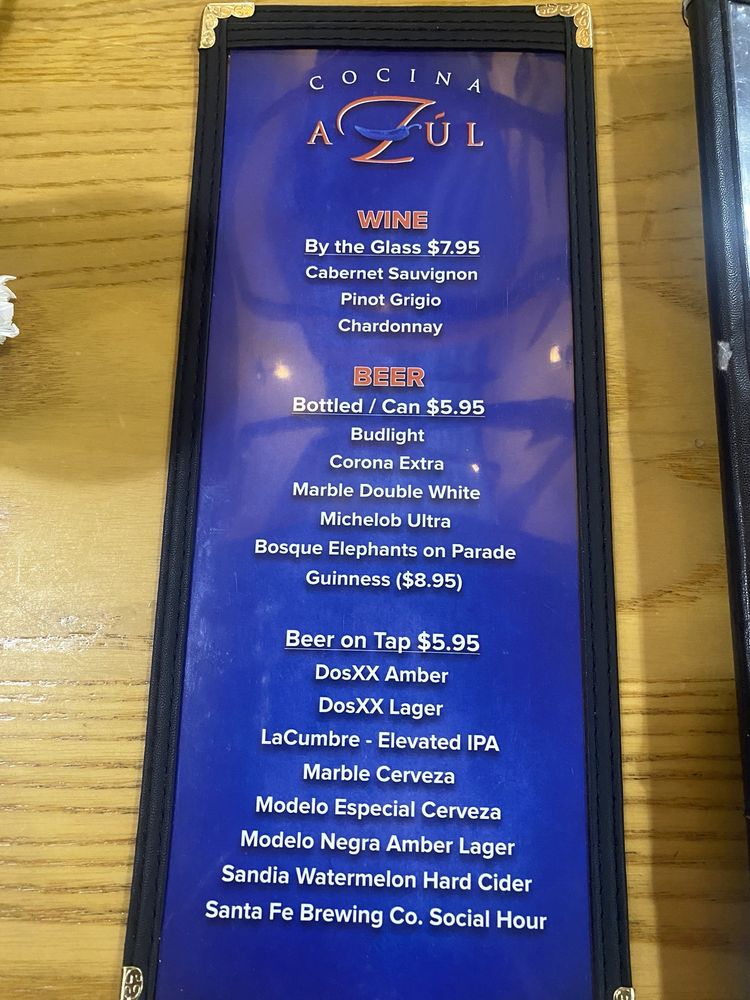 COCINA
AZÚL
WINE
By the Glass $7.95
Cabernet Sauvignon
Pinot Grigio
Chardonnay
BEER
Bottled / Can $5.95
Budlight
Corona Extra
Marble Double White
Michelob Ultra
Bosque Elephants on Parade
Guinness ($8.95)
Beer on Tap $5.95
DosXX Amber
DosXX Lager
LaCumbre - Elevated IPA
Marble Cerveza
Modelo Especial Cerveza
Modelo Negra Amber Lager
Sandia Watermelon Hard Cider
Santa Fe Brewing Co. Social Hour